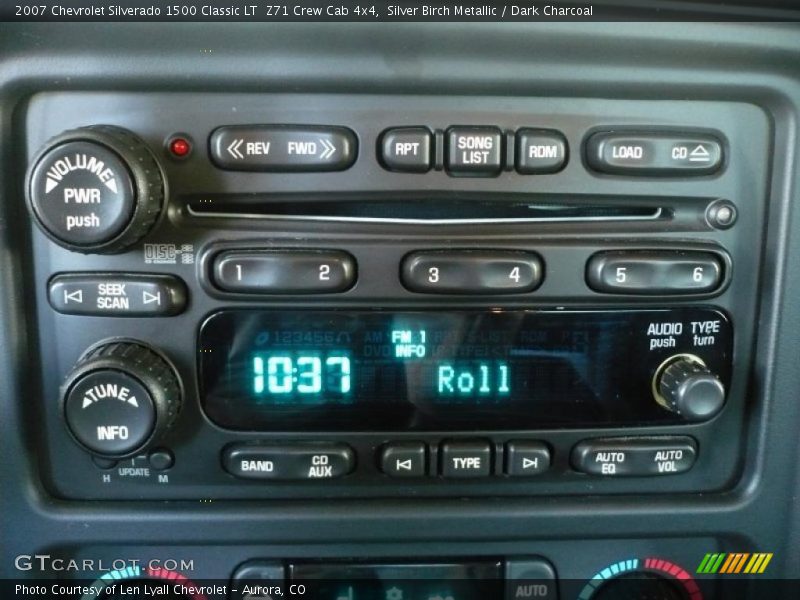 2007 Chevrolet Silverado 1500 Classic LT Z71 Crew Cab 4x4, Silver Birch Metallic / Dark Charcoal
VOLUME
PWR
push
REV FWD
RPT
SONG
LIST
RDM
LOAD CD
DISC
1 2
3 4
5 6
SEEK
SCAN
AUDIO TYPE
push turn
FM 1
INFO
10:37
Roll
TUNE
INFO
H UPDATE M
BAND
CD
AUX
TYPE
AUTO
EQ
AUTO
VOL
AUTO
GTCARLOT.COM
Photo Courtesy of Len Lyall Chevrolet – Aurora, CO